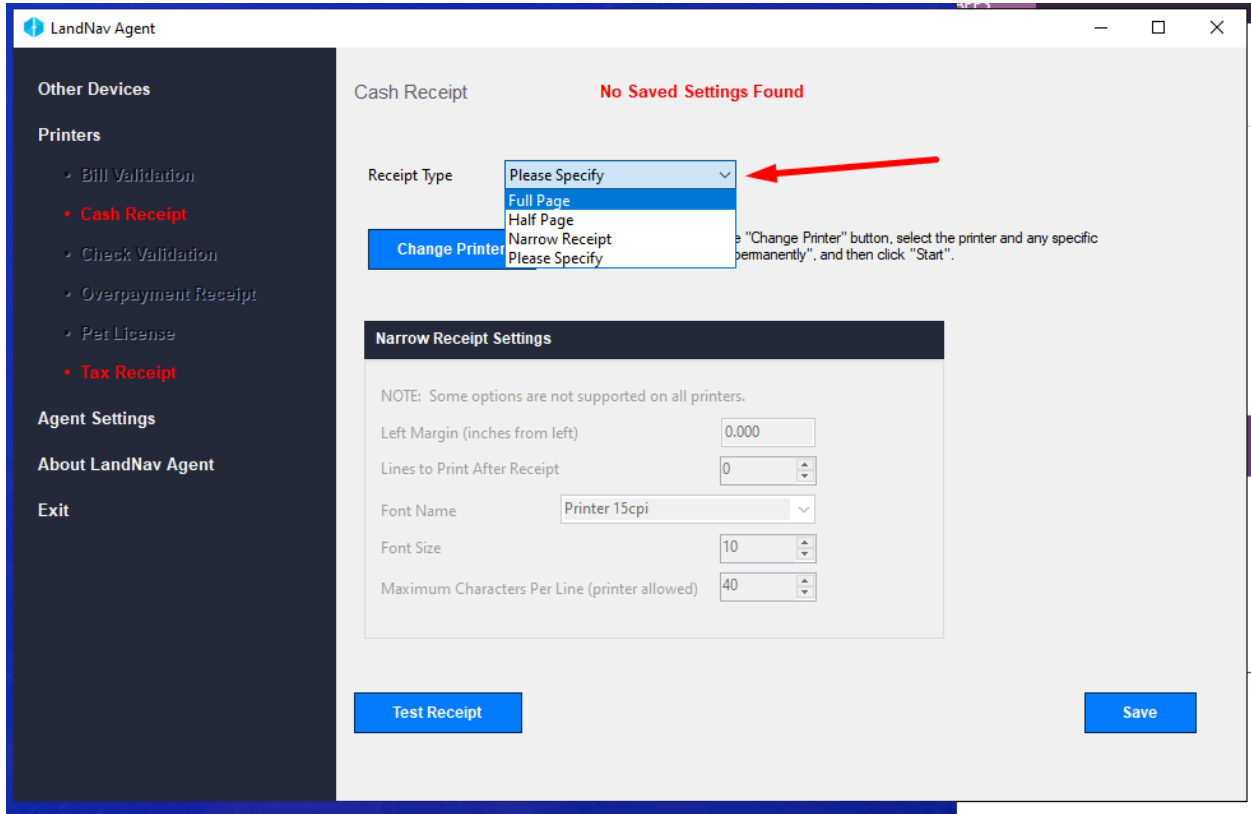 LandNav Agent
Other Devices
Printers
• Bill Validation
• Cash Receipt
• Check Validation
• Overpayment Receipt
• Pet License
• Tax Receipt
Agent Settings
About LandNav Agent
Exit
Cash Receipt No Saved Settings Found
Receipt Type Please Specify
Full Page
Half Page
Narrow Receipt
Please Specify
Change Printer
"Change Printer" button, select the printer and any specific
permanently", and then click "Start".
Narrow Receipt Settings
NOTE: Some options are not supported on all printers.
Left Margin (inches from left) 0.000
Lines to Print After Receipt 0
Font Name Printer 15cpi
Font Size 10
Maximum Characters Per Line (printer allowed) 40
Test Receipt Save